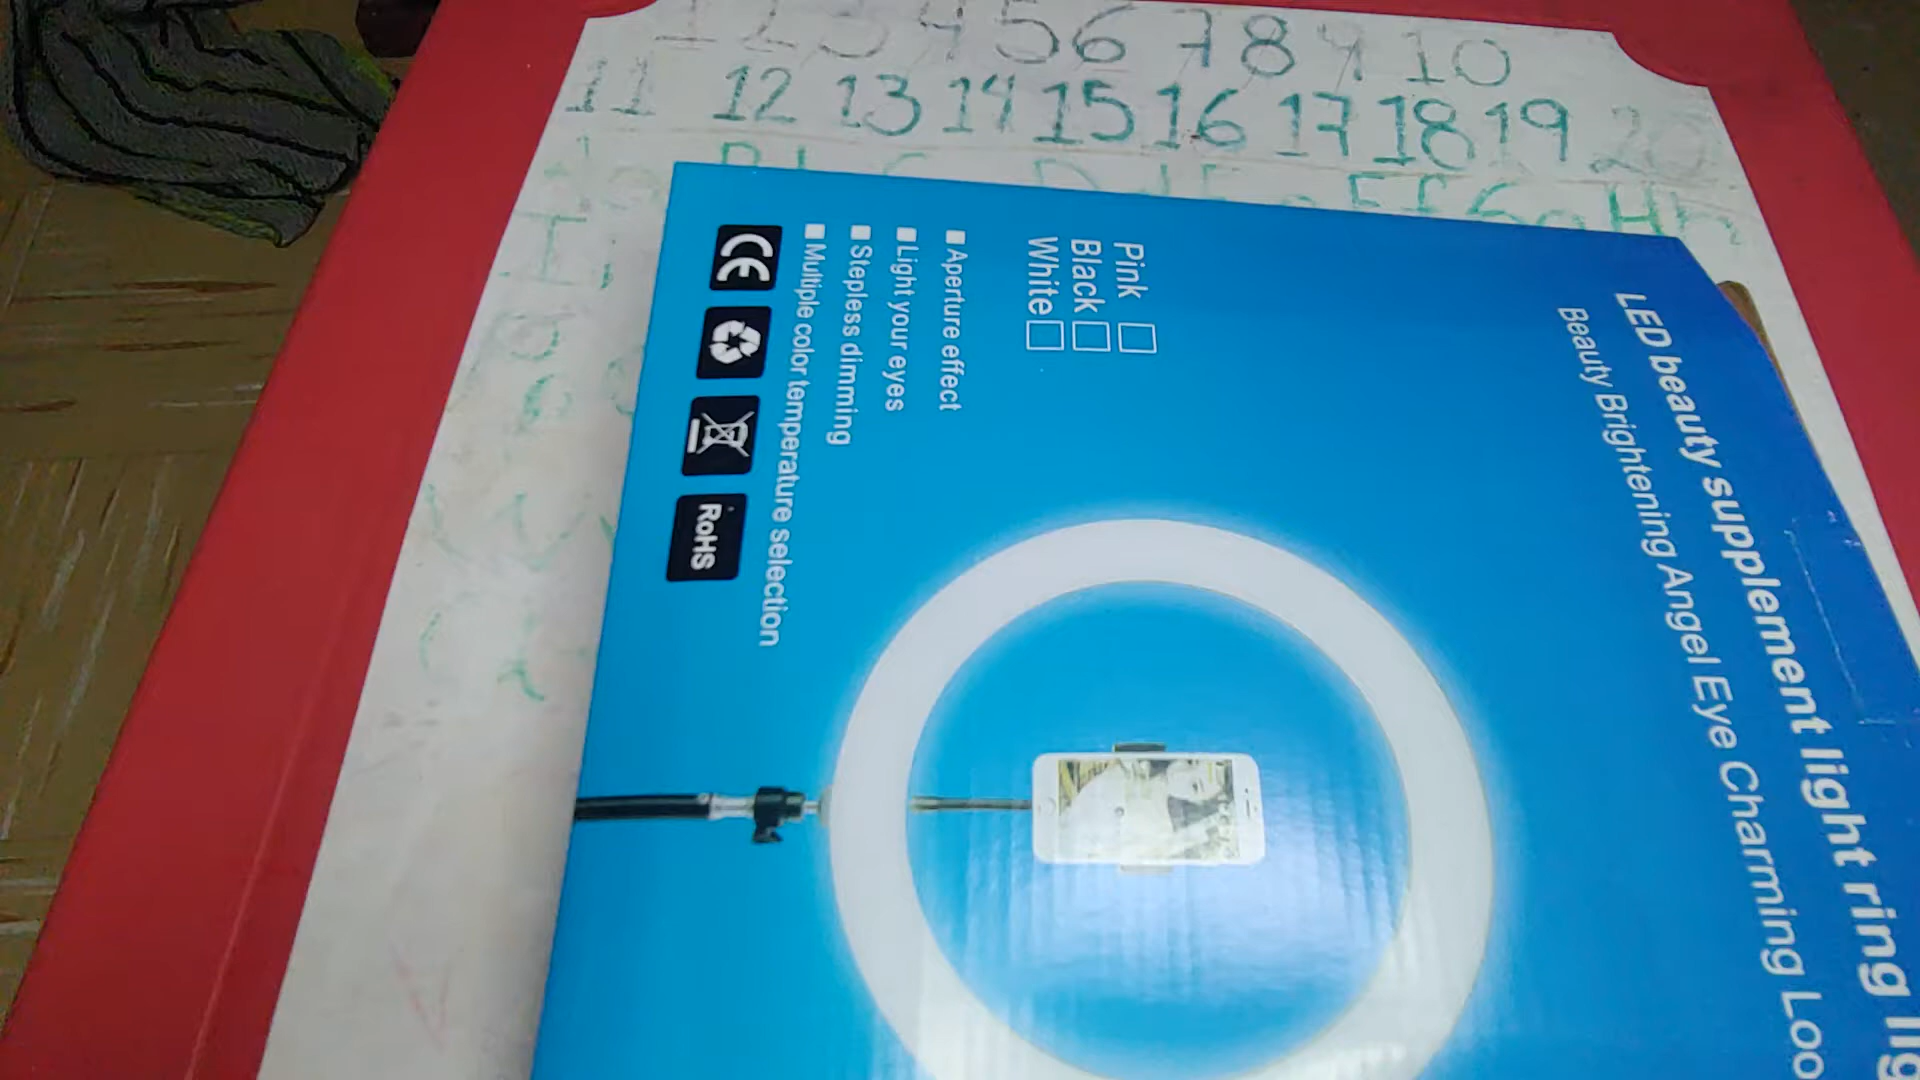 1 2 3 4 5 6 7 8 9 10
11 12 13 14 15 16 17 18 19 20
LED beauty supplement light ring lig
Beauty Brightening Angel Eye Charming Loo
Pink
Black
White
Aperture effect
Light your eyes
Stepless dimming
Multiple color temperature selection
CE
RoHS